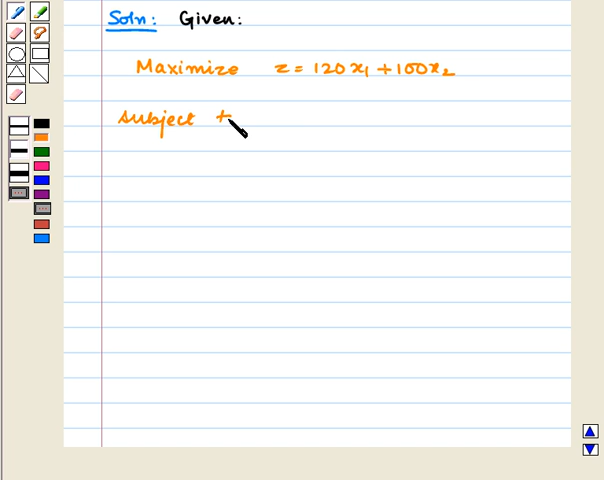 Soln: Given:
Maximize z = 120x₁ + 100x₂
Subject t